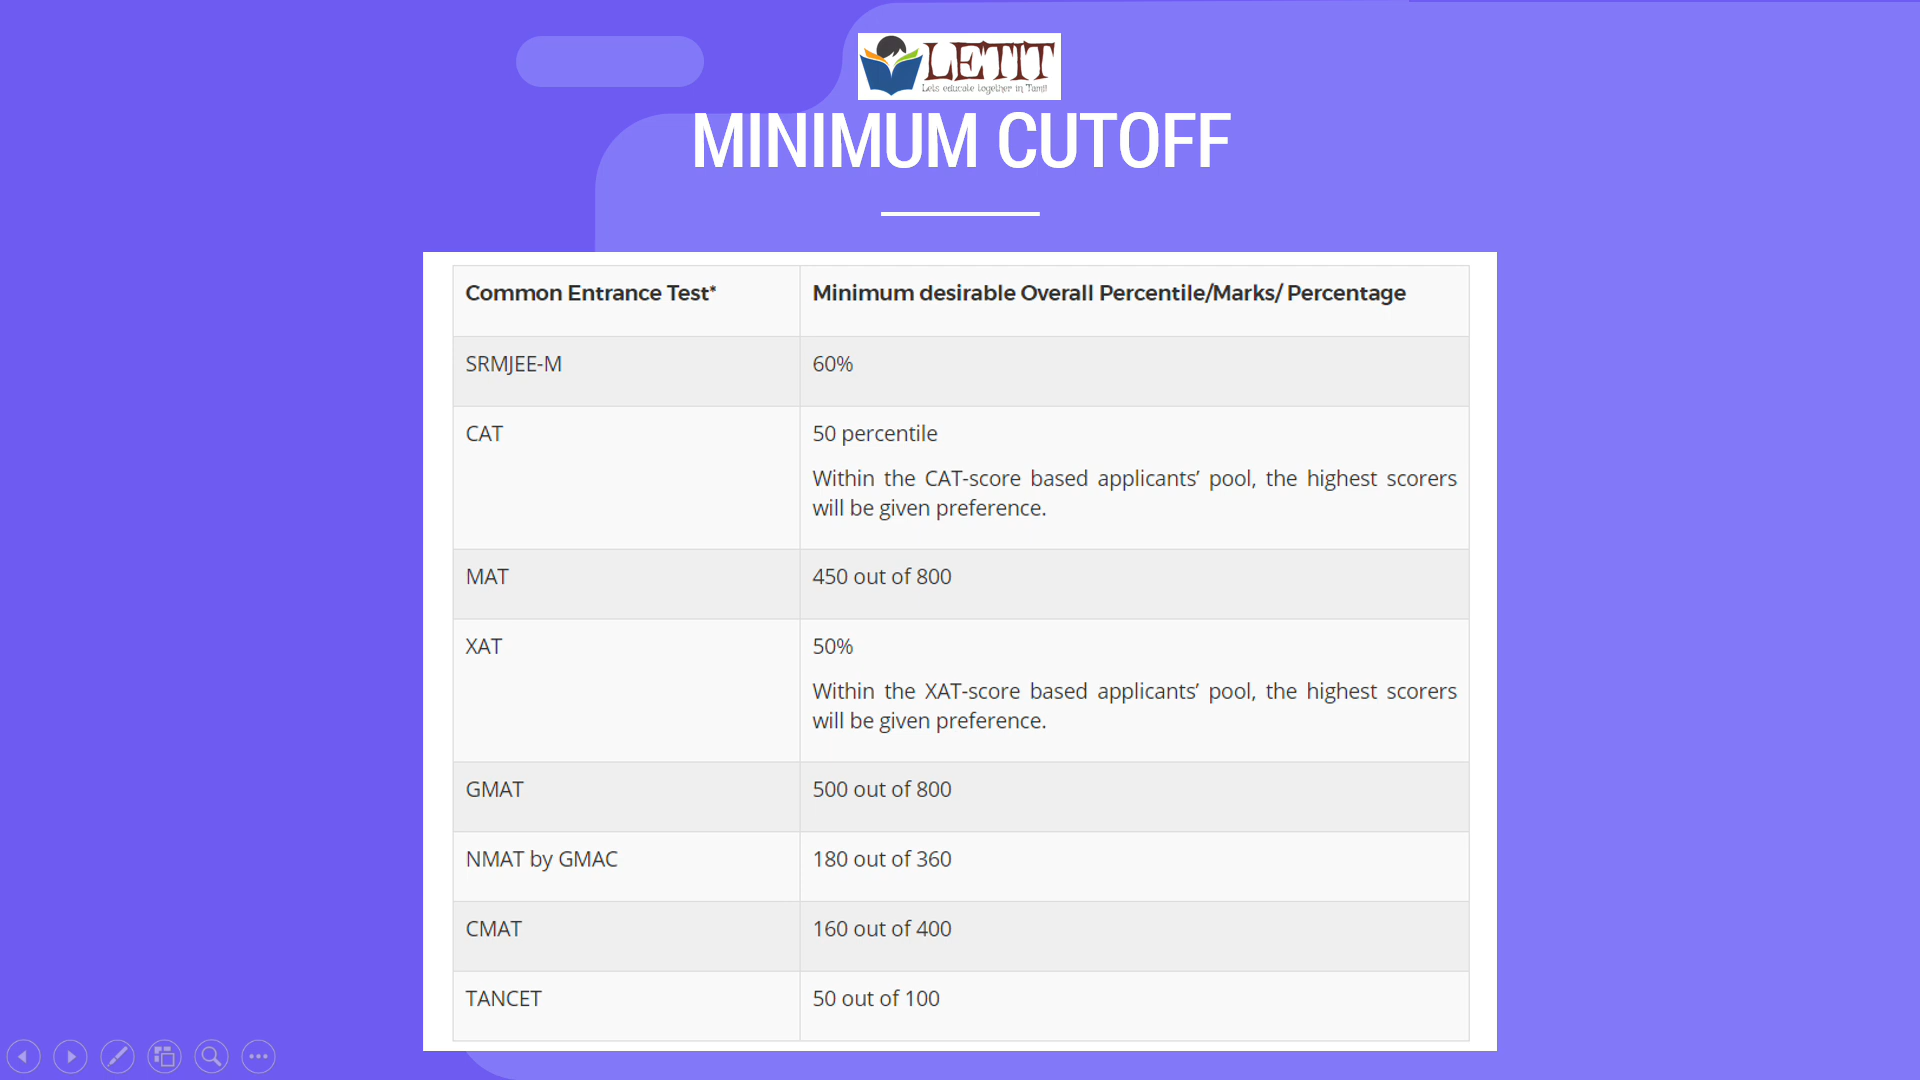 LETIT
Lets educate together in Tamil
MINIMUM CUTOFF
Common Entrance Test*
Minimum desirable Overall Percentile/Marks/ Percentage
SRMJEE-M
60%
CAT
50 percentile
Within the CAT-score based applicants’ pool, the highest scorers
will be given preference.
MAT
450 out of 800
XAT
50%
Within the XAT-score based applicants’ pool, the highest scorers
will be given preference.
GMAT
500 out of 800
NMAT by GMAC
180 out of 360
CMAT
160 out of 400
TANCET
50 out of 100